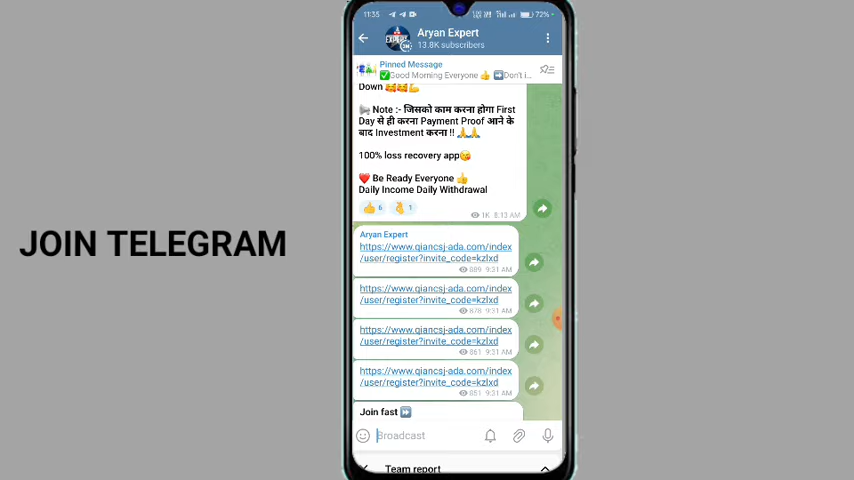 JOIN TELEGRAM
11:35
72%
Aryan Expert
13.8K subscribers
Pinned Message
✅Good Morning Everyone 👍 ➡️Don't i...
Down 🥰🥰💪
📢 Note :- जिसको काम करना होगा First
Day से ही करना Payment Proof आने के
बाद Investment करना !! 🙏🙏
100% loss recovery app😘
❤️ Be Ready Everyone 👍
Daily Income Daily Withdrawal
👍 6 👌 1
1K 8:13 AM
Aryan Expert
https://www.qiancsj-ada.com/index
/user/register?invite_code=kzlxd
889 9:31 AM
https://www.qiancsj-ada.com/index
/user/register?invite_code=kzlxd
878 9:31 AM
https://www.qiancsj-ada.com/index
/user/register?invite_code=kzlxd
861 9:31 AM
https://www.qiancsj-ada.com/index
/user/register?invite_code=kzlxd
851 9:31 AM
Join fast ⏩
Broadcast
Team report